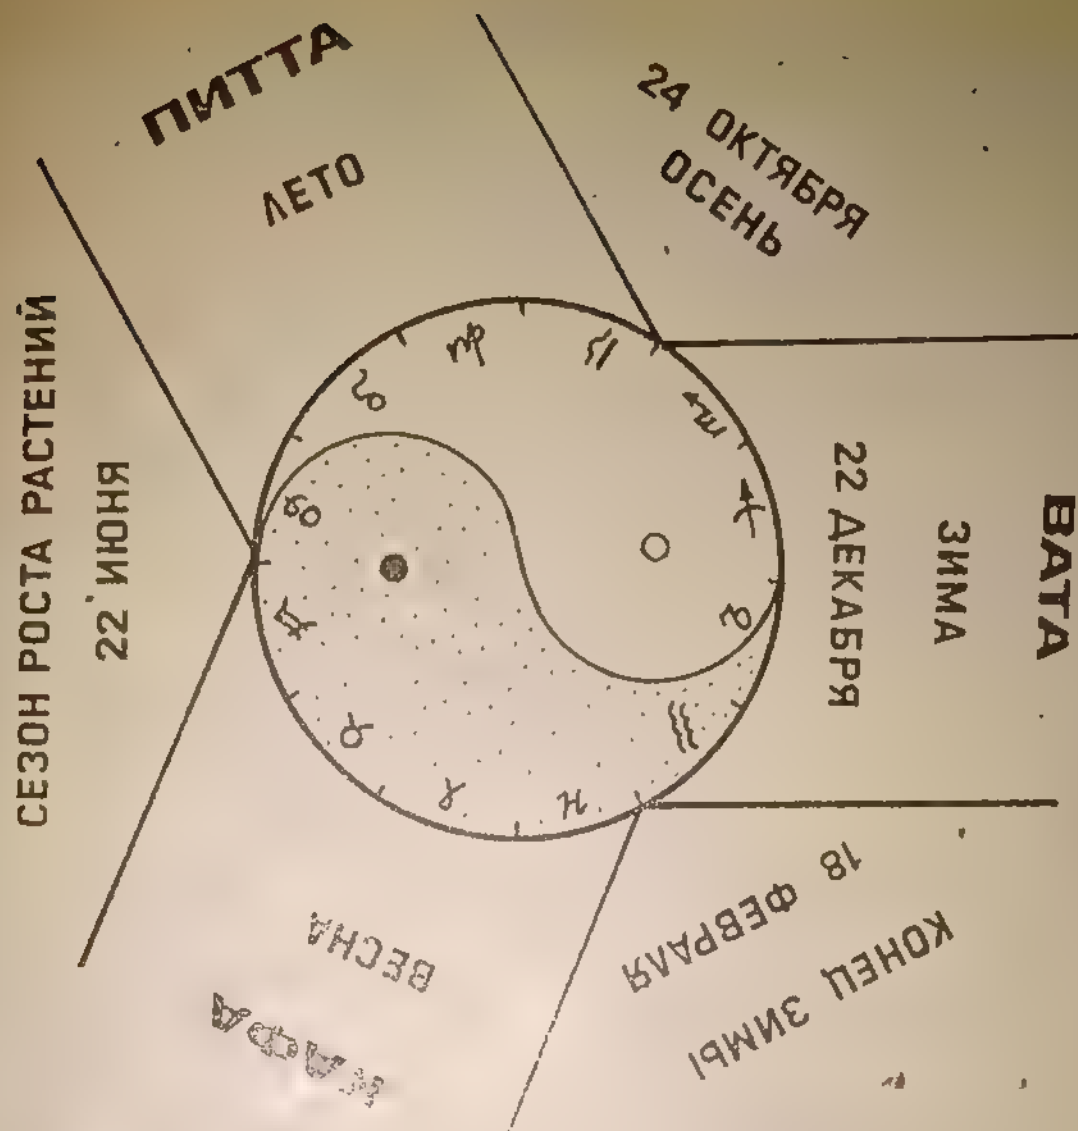 ПИТТА
ЛЕТО
24 ОКТЯБРЯ
ОСЕНЬ
22 ДЕКАБРЯ
ЗИМА
ВАТА
18 ФЕВРАЛЯ
КОНЕЦ ЗИМЫ
ВЕСНА
КАФА
СЕЗОН РОСТА РАСТЕНИЙ
22 ИЮНЯ